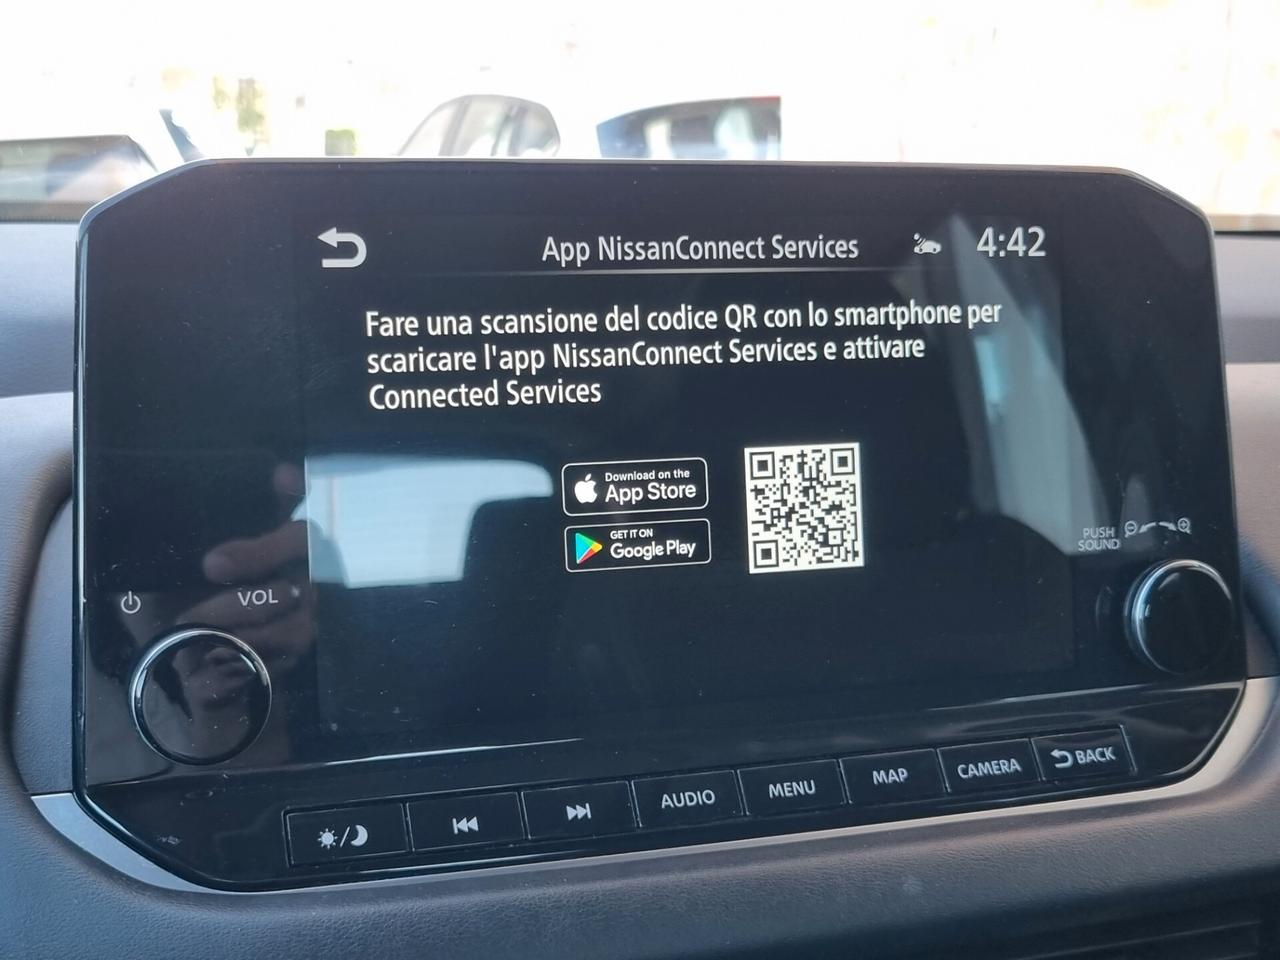 App NissanConnect Services
4:42
Fare una scansione del codice QR con lo smartphone per
scaricare l'app NissanConnect Services e attivare
Connected Services
Download on the
App Store
GET IT ON
Google Play
PUSH
SOUND
VOL
AUDIO
MENU
MAP
CAMERA
BACK